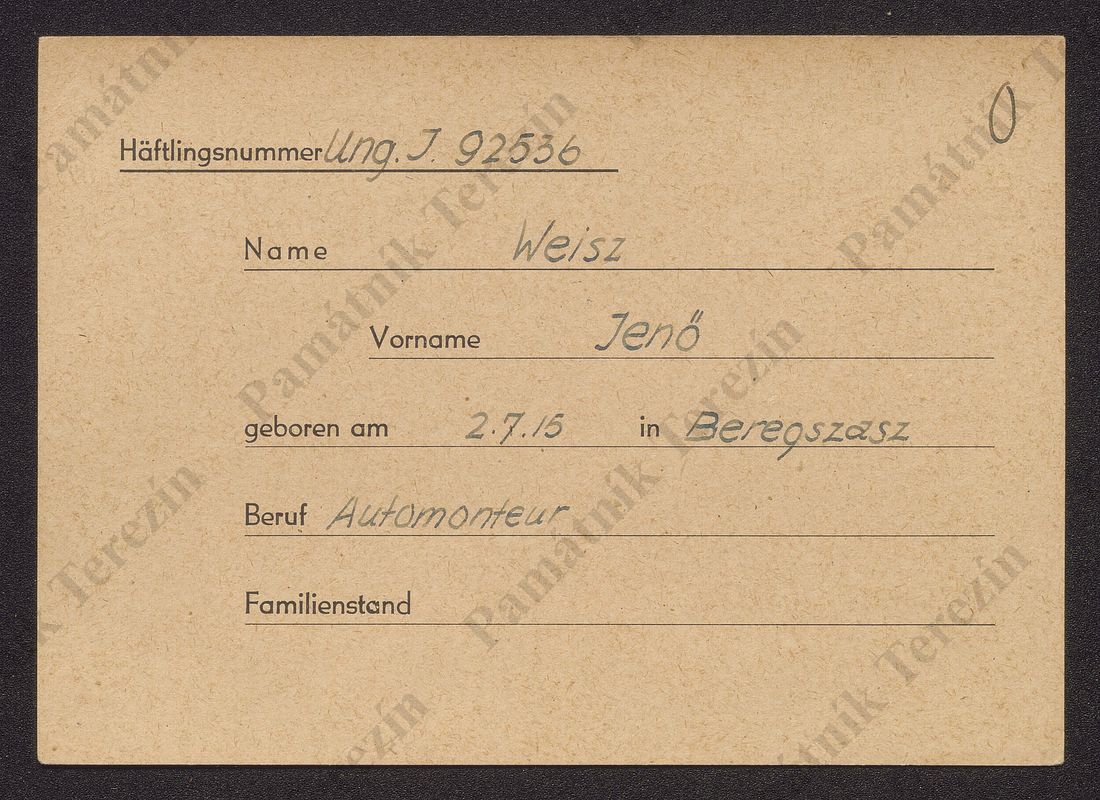 0
Häftlingsnummer Ung. J. 92536
Name Weisz
Vorname Jenő
geboren am 2.7.15 in Beregszasz
Beruf Automonteur
Familienstand
Památník Terezín